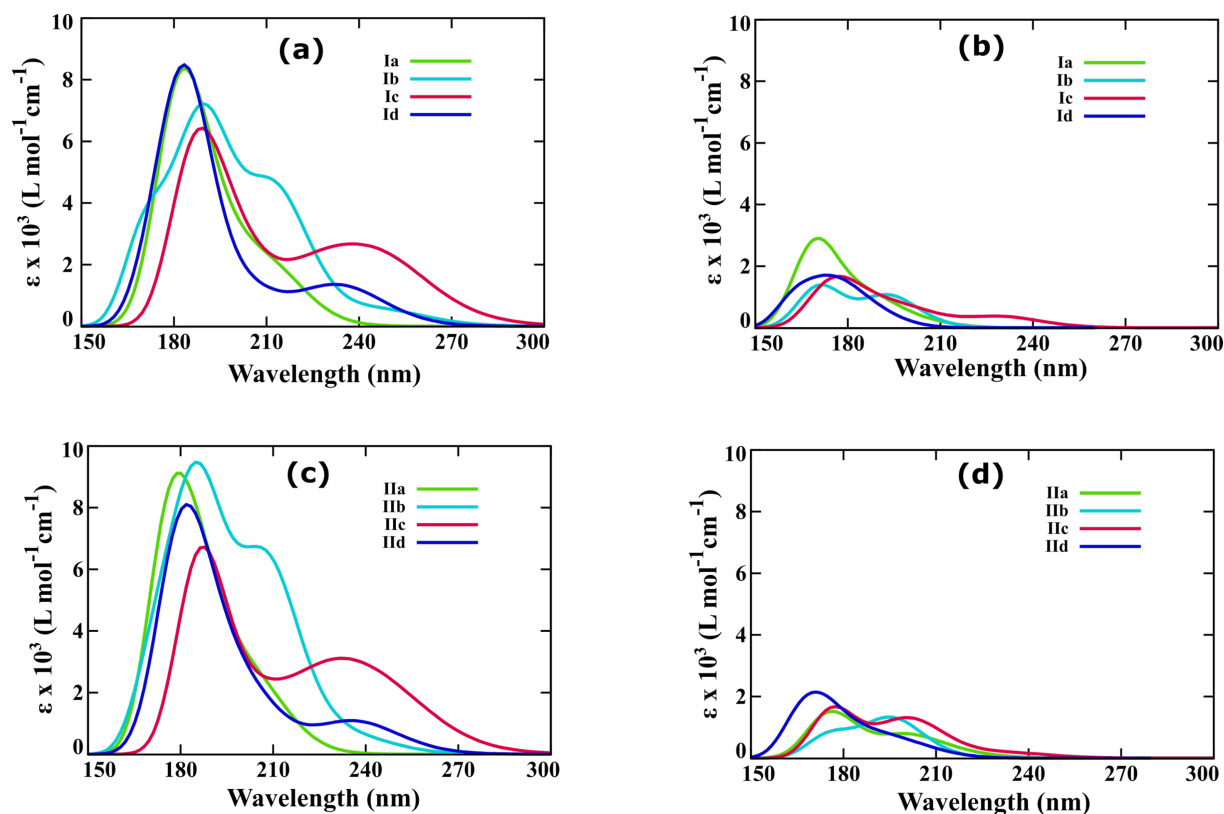 (a)
Ia
Ib
Ic
Id
ε x 10³ (L mol⁻¹cm⁻¹)
10
8
6
4
2
0
150 180 210 240 270 300
Wavelength (nm)
(b)
Ia
Ib
Ic
Id
ε x 10³ (L mol⁻¹cm⁻¹)
10
8
6
4
2
0
150 180 210 240 270 300
Wavelength (nm)
(c)
IIa
IIb
IIc
IId
ε x 10³ (L mol⁻¹cm⁻¹)
10
8
6
4
2
0
150 180 210 240 270 300
Wavelength (nm)
(d)
IIa
IIb
IIc
IId
ε x 10³ (L mol⁻¹cm⁻¹)
10
8
6
4
2
0
150 180 210 240 270 300
Wavelength (nm)